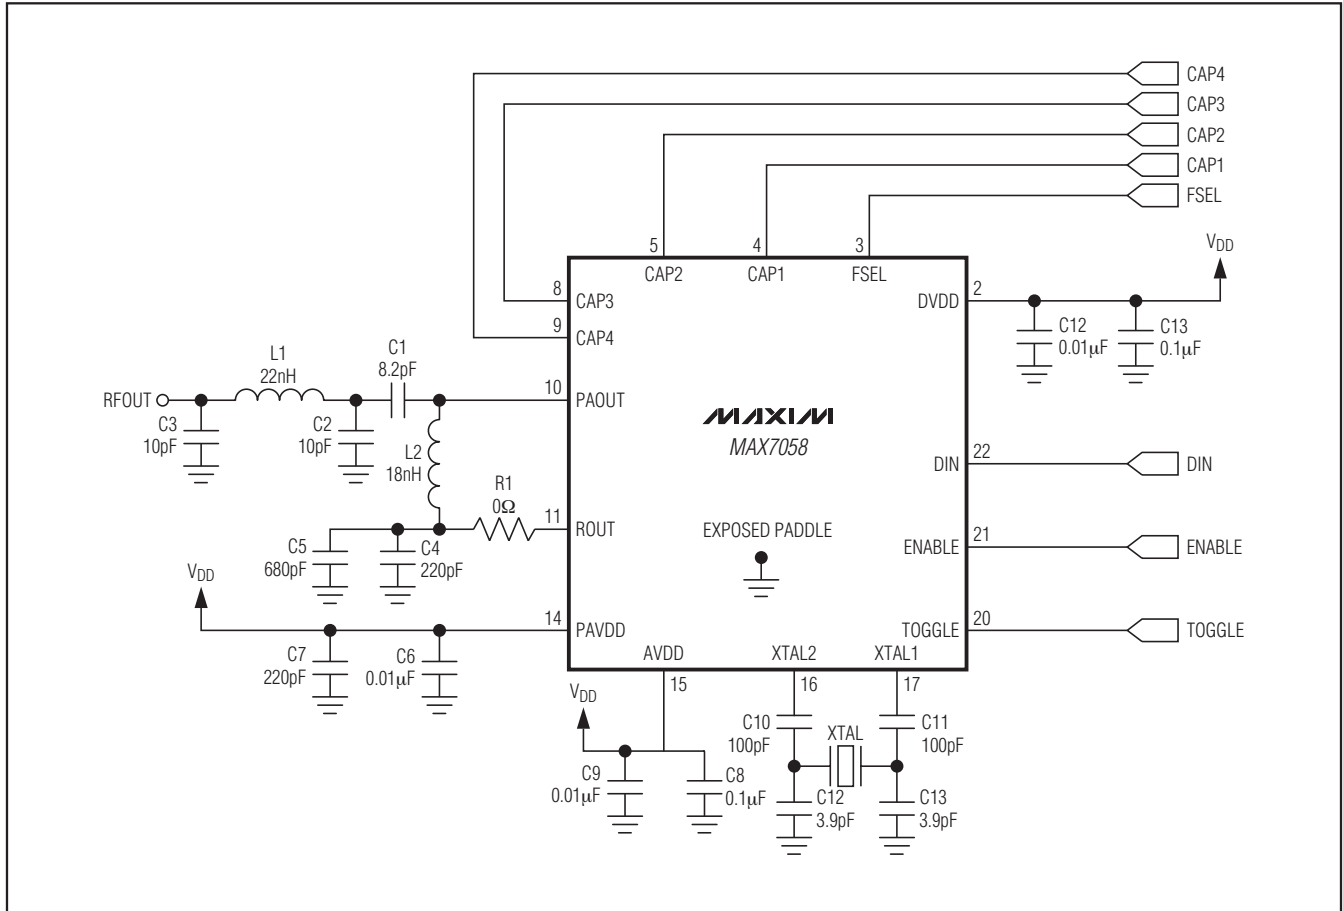 CAP4
CAP3
CAP2
CAP1
FSEL
5
4
3
CAP2
CAP1
FSEL
VDD
8
CAP3
DVDD
2
9
CAP4
C12
0.01µF
C13
0.1µF
L1
22nH
C1
8.2pF
10
PAOUT
RFOUT
C3
10pF
C2
10pF
L2
18nH
MAXIM
MAX7058
DIN
22
DIN
R1
0Ω
11
ROUT
EXPOSED PADDLE
C5
680pF
C4
220pF
ENABLE
21
ENABLE
VDD
14
PAVDD
TOGGLE
20
TOGGLE
C7
220pF
C6
0.01µF
AVDD
XTAL2
XTAL1
15
16
17
VDD
C10
100pF
XTAL
C11
100pF
C9
0.01µF
C8
0.1µF
C12
3.9pF
C13
3.9pF